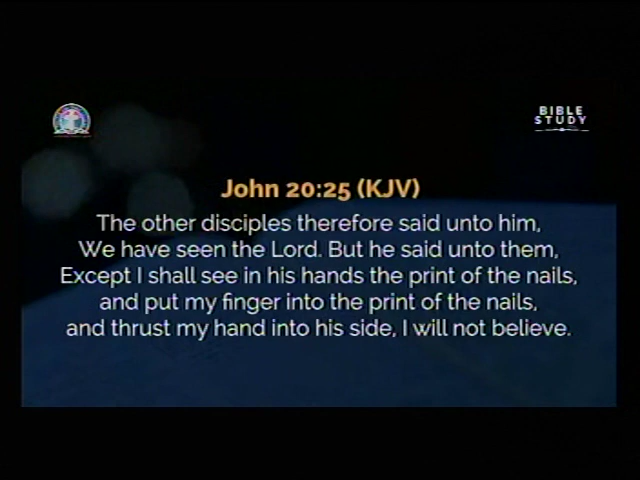 BIBLE
STUDY
John 20:25 (KJV)
The other disciples therefore said unto him,
We have seen the Lord. But he said unto them,
Except I shall see in his hands the print of the nails,
and put my finger into the print of the nails,
and thrust my hand into his side, I will not believe.